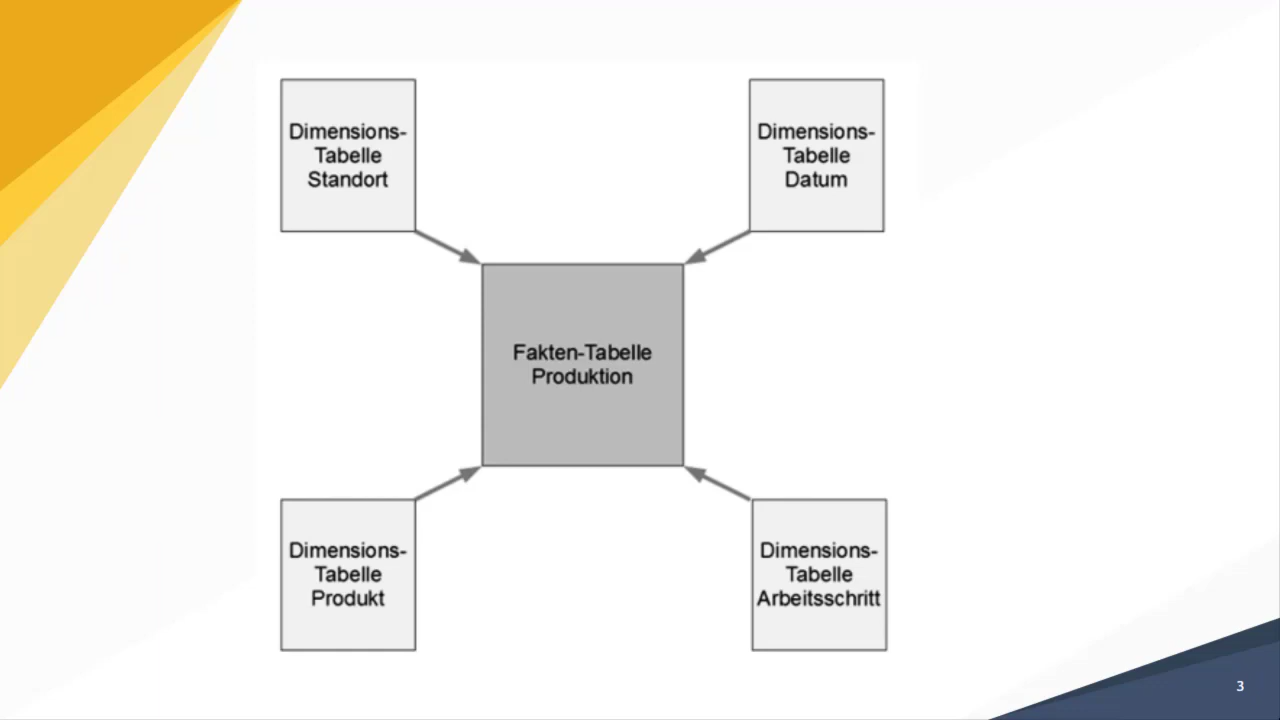 Dimensions-
Tabelle
Standort
Dimensions-
Tabelle
Datum
Fakten-Tabelle
Produktion
Dimensions-
Tabelle
Produkt
Dimensions-
Tabelle
Arbeitsschritt
3